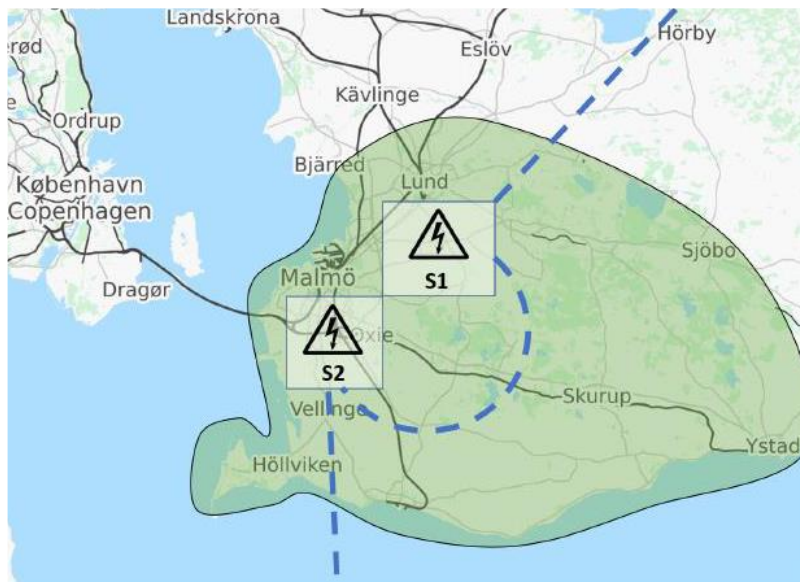 Landskrona
Hörby
erød
Eslöv
Kävlinge
Ordrup
Bjärred
København
Copenhagen
Lund
Sjöbo
Malmö
S1
Dragør
Oxie
S2
Skurup
Vellinge
Ystad
Höllviken